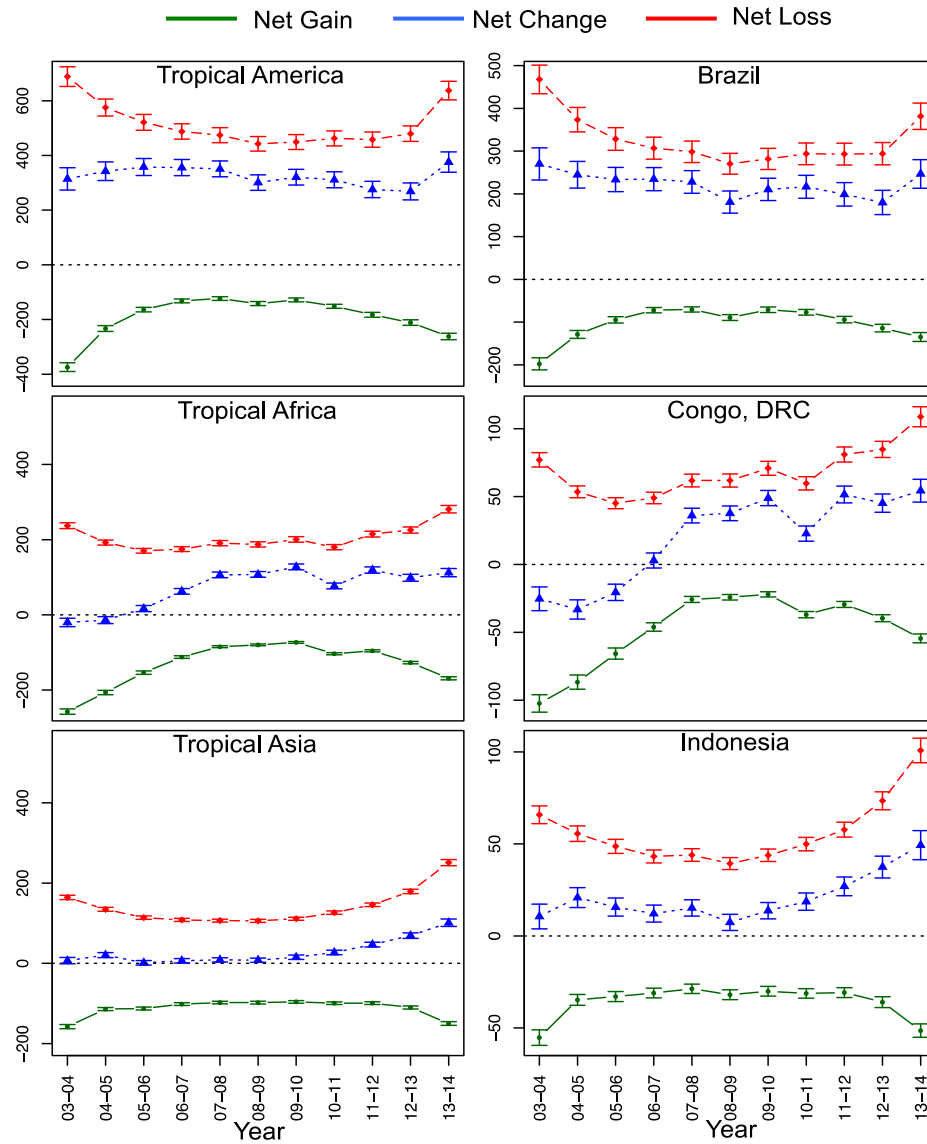 Net Gain Net Change Net Loss
Tropical America
600
400
200
0
−200
−400
Brazil
500
400
300
200
100
0
−200
Tropical Africa
400
200
0
−200
Congo, DRC
100
50
0
−50
−100
Tropical Asia
400
200
0
−200
Indonesia
100
50
0
−50
03−04 04−05 05−06 06−07 07−08 08−09 09−10 10−11 11−12 12−13 13−14
Year
03−04 04−05 05−06 06−07 07−08 08−09 09−10 10−11 11−12 12−13 13−14
Year